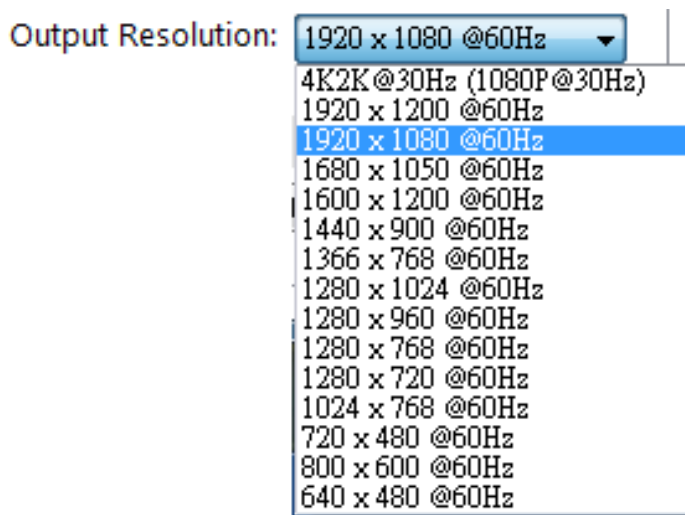 Output Resolution: 1920 x 1080 @60Hz
4K2K@30Hz (1080P@30Hz)
1920 x 1200 @60Hz
1920 x 1080 @60Hz
1680 x 1050 @60Hz
1600 x 1200 @60Hz
1440 x 900 @60Hz
1366 x 768 @60Hz
1280 x 1024 @60Hz
1280 x 960 @60Hz
1280 x 768 @60Hz
1280 x 720 @60Hz
1024 x 768 @60Hz
720 x 480 @60Hz
800 x 600 @60Hz
640 x 480 @60Hz